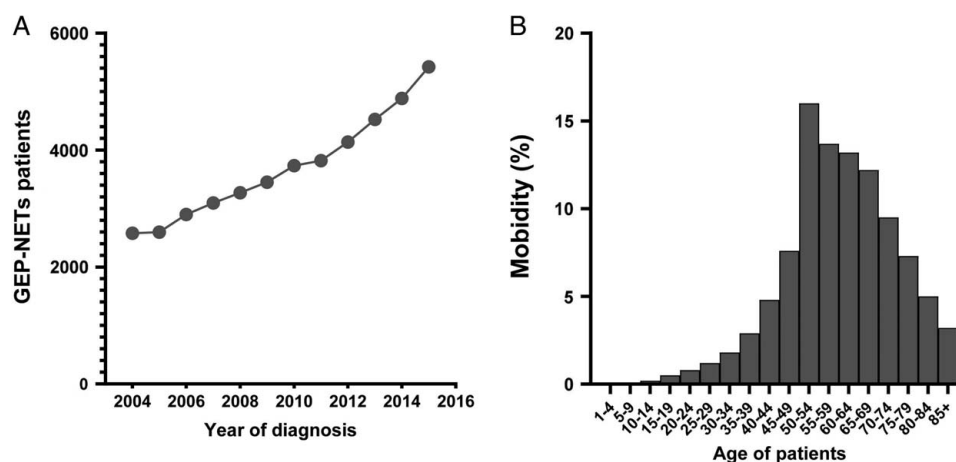 A
6000
4000
2000
0
GEP-NETs patients
2004 2006 2008 2010 2012 2014 2016
Year of diagnosis
B
20
15
10
5
0
Mobidity (%)
1-4 5-9 10-14 15-19 20-24 25-29 30-34 35-39 40-44 45-49 50-54 55-59 60-64 65-69 70-74 75-79 80-84 85+
Age of patients